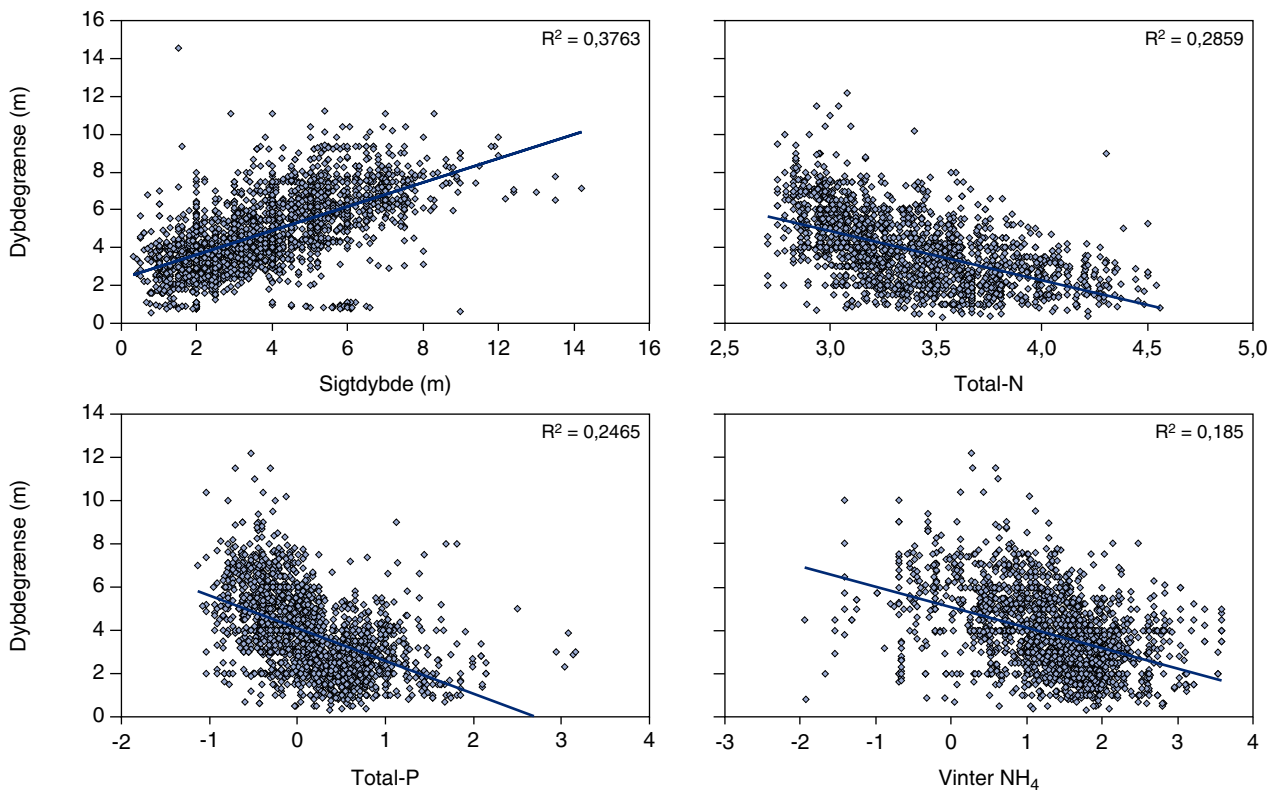 16
14
12
10
8
6
4
2
0
Dybdegrænse (m)
R² = 0,3763
0 2 4 6 8 10 12 14 16
Sigtdybde (m)
R² = 0,2859
2,5 3,0 3,5 4,0 4,5 5,0
Total-N
14
12
10
8
6
4
2
0
Dybdegrænse (m)
R² = 0,2465
-2 -1 0 1 2 3 4
Total-P
R² = 0,185
-3 -2 -1 0 1 2 3 4
Vinter NH₄